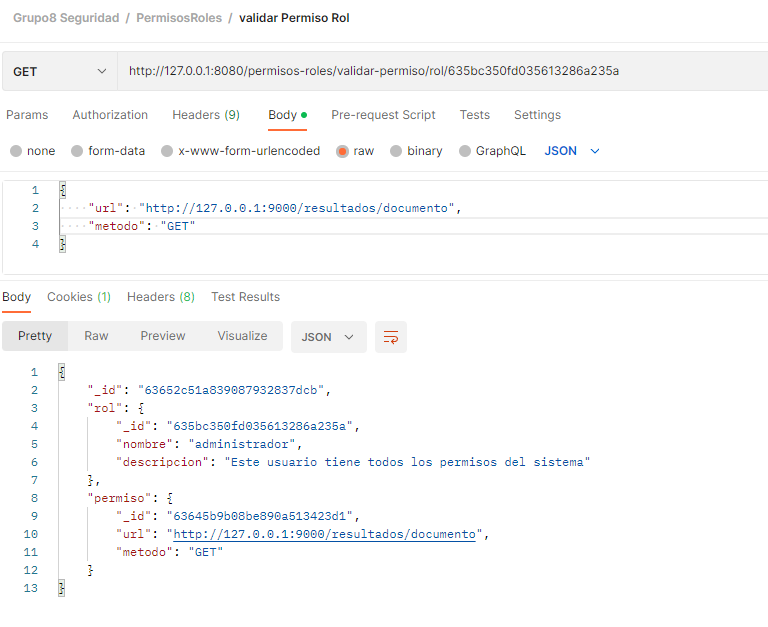 Grupo8 Seguridad / PermisosRoles / validar Permiso Rol
GET http://127.0.0.1:8080/permisos-roles/validar-permiso/rol/635bc350fd035613286a235a
Params Authorization Headers (9) Body Pre-request Script Tests Settings
none form-data x-www-form-urlencoded raw binary GraphQL JSON
1 {
2 "url": "http://127.0.0.1:9000/resultados/documento",
3 "metodo": "GET"
4 }
Body Cookies (1) Headers (8) Test Results
Pretty Raw Preview Visualize JSON
1 {
2 "_id": "63652c51a839087932837dcb",
3 "rol": {
4 "_id": "635bc350fd035613286a235a",
5 "nombre": "administrador",
6 "descripcion": "Este usuario tiene todos los permisos del sistema"
7 },
8 "permiso": {
9 "_id": "63645b9b08be890a513423d1",
10 "url": "http://127.0.0.1:9000/resultados/documento",
11 "metodo": "GET"
12 }
13 }